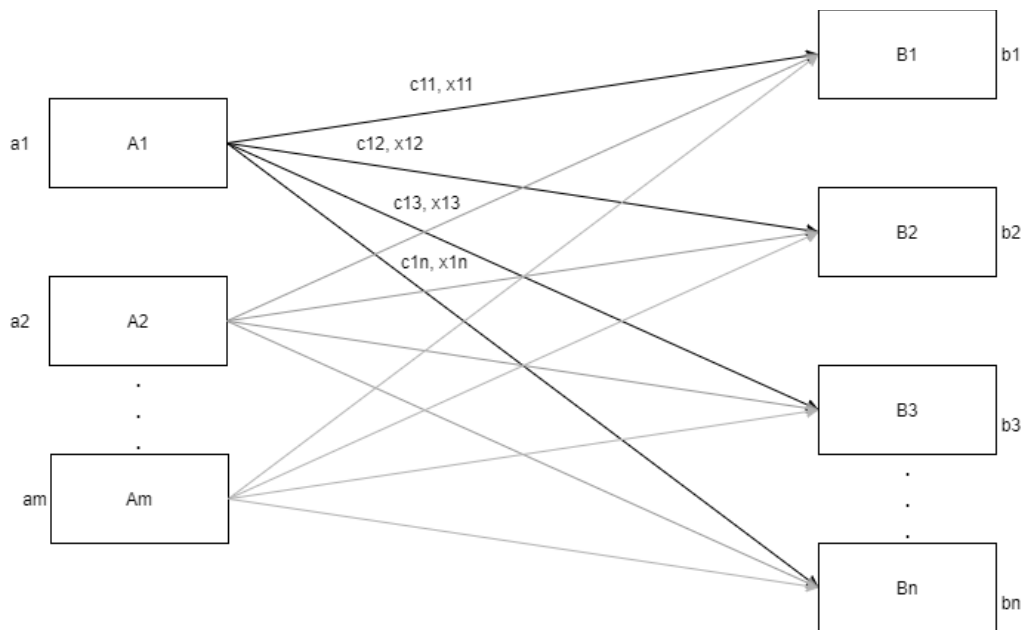 B1
b1
c11, x11
a1
A1
c12, x12
c13, x13
B2
b2
c1n, x1n
a2
A2
B3
b3
.
.
.
am
Am
.
.
.
Bn
bn